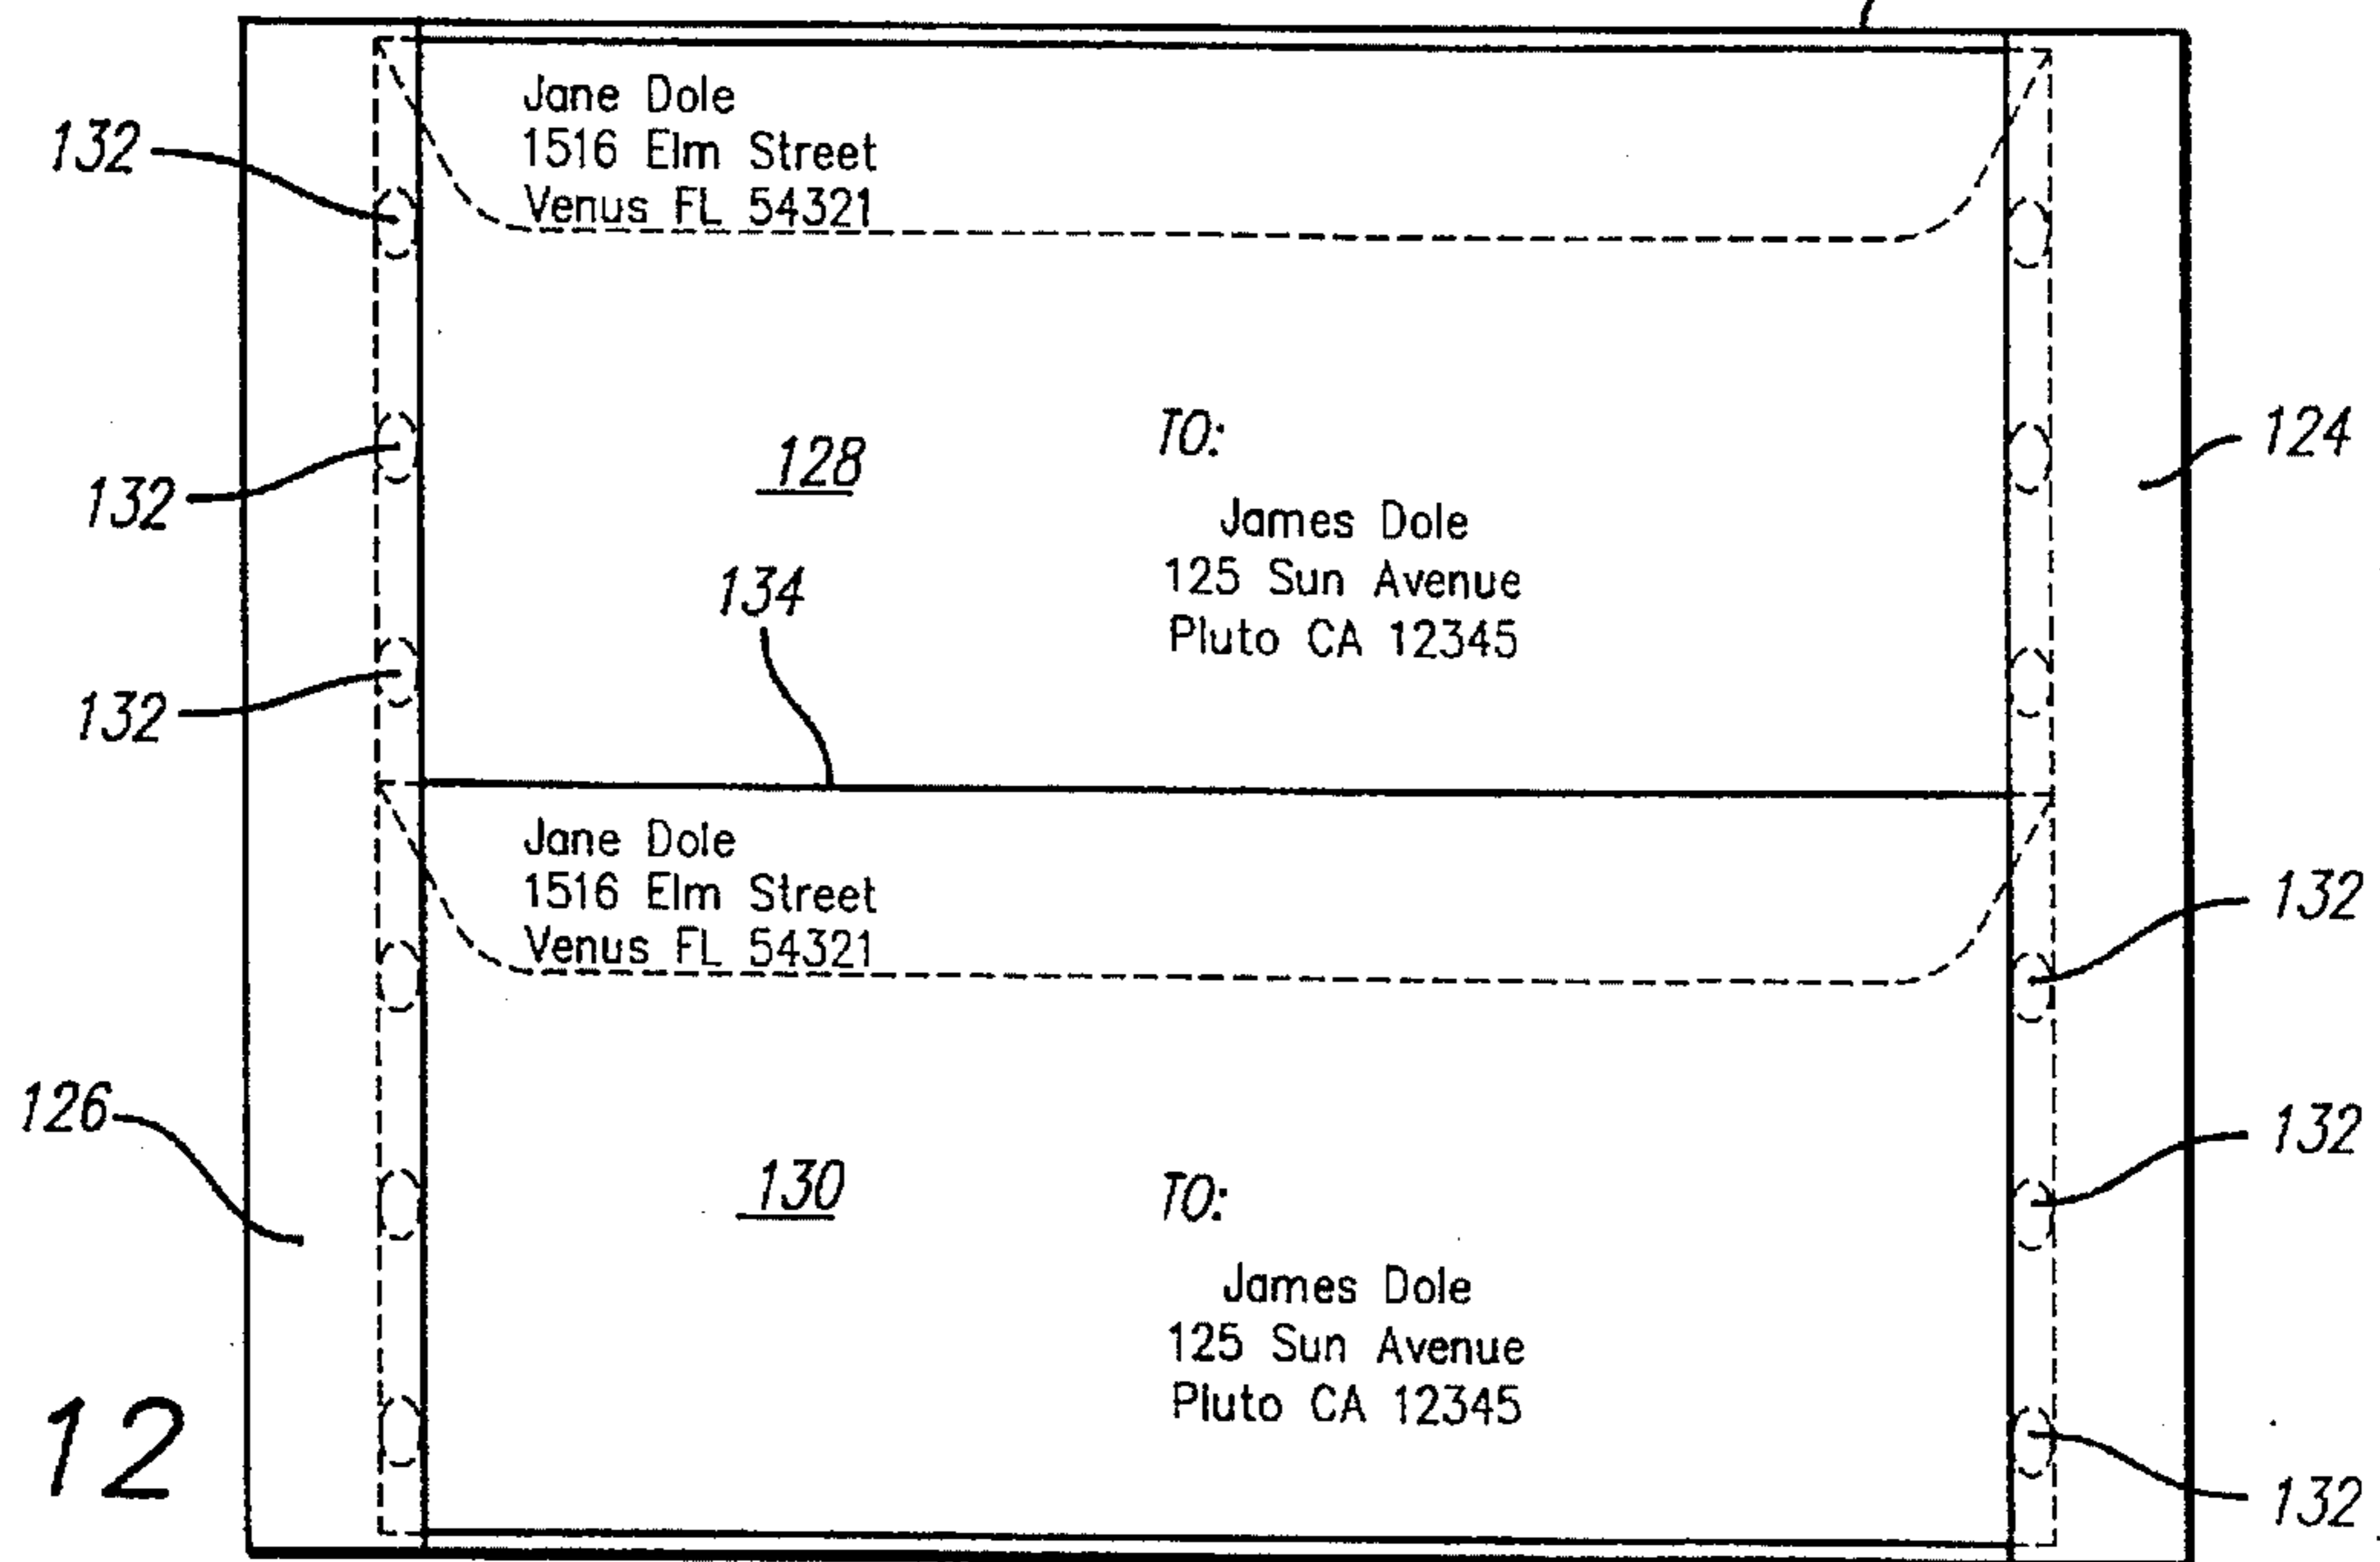 Jane Dole
1516 Elm Street
Venus FL 54321
132
128
TO:
124
132
James Dole
125 Sun Avenue
Pluto CA 12345
134
132
Jane Dole
1516 Elm Street
Venus FL 54321
132
126
130
TO:
132
James Dole
125 Sun Avenue
Pluto CA 12345
12
132